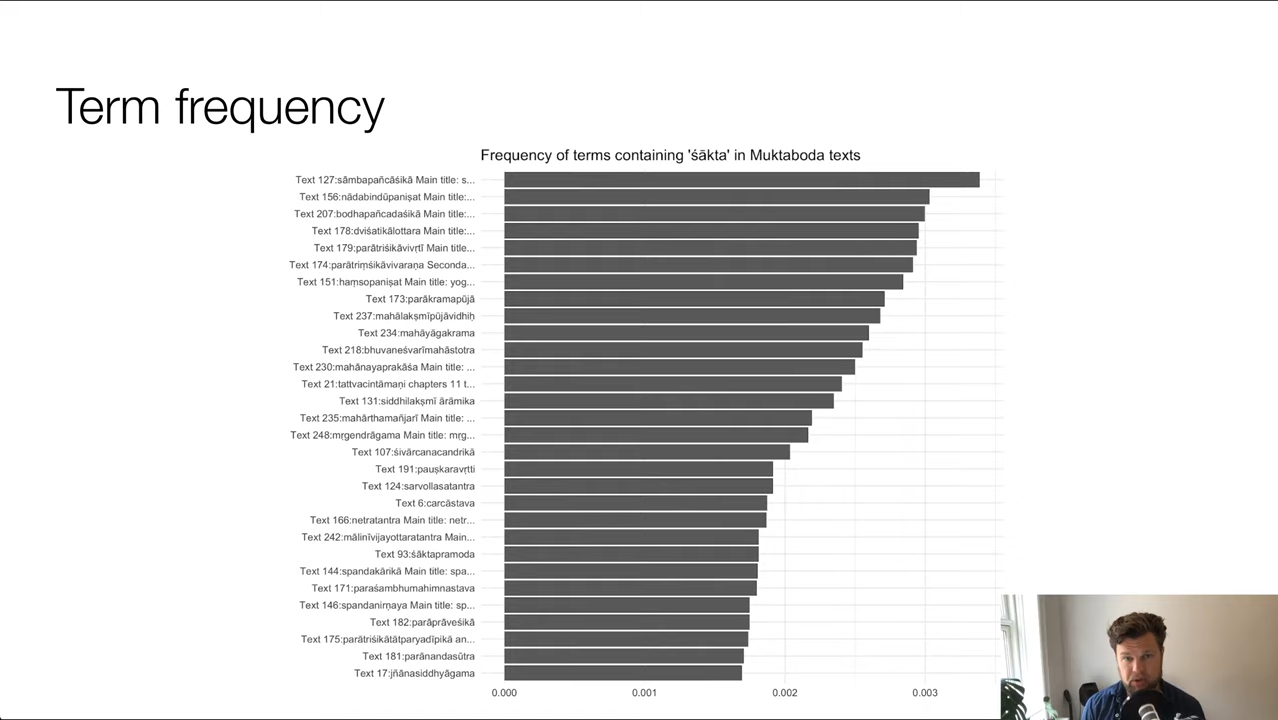 Term frequency
Frequency of terms containing 'śākta' in Muktaboda texts
Text 127:sāmbapañcāśikā Main title: s...
Text 156:nādabindūpaniṣat Main title:...
Text 207:bodhapañcadaśikā Main title:...
Text 178:dviśatikālottara Main title:...
Text 179:parātriśikāvivṛtī Main title...
Text 174:parātriṃśikāvivaraṇa Seconda...
Text 151:haṃsopaniṣat Main title: yog...
Text 173:parākramapūjā
Text 237:mahālakṣmīpūjāvidhiḥ
Text 234:mahāyāgakrama
Text 218:bhuvaneśvarīmahāstotra
Text 230:mahānayaprakāśa Main title: ...
Text 21:tattvacintāmaṇi chapters 11 t...
Text 131:siddhilakṣmī ārāmika
Text 235:mahārthamañjarī Main title: ...
Text 248:mṛgendrāgama Main title: mṛg...
Text 107:śivārcanacandrikā
Text 191:pauṣkaravṛtti
Text 124:sarvollasatantra
Text 6:carcāstava
Text 166:netratantra Main title: netr...
Text 242:mālinīvijayottaratantra Main...
Text 93:śāktapramoda
Text 144:spandakārikā Main title: spa...
Text 171:paraśambhumahimnastava
Text 146:spandanirṇaya Main title: sp...
Text 182:parāprāveśikā
Text 175:parātriśikātātparyadīpikā an...
Text 181:parānandasūtra
Text 17:jñānasiddhyāgama
0.000 0.001 0.002 0.003